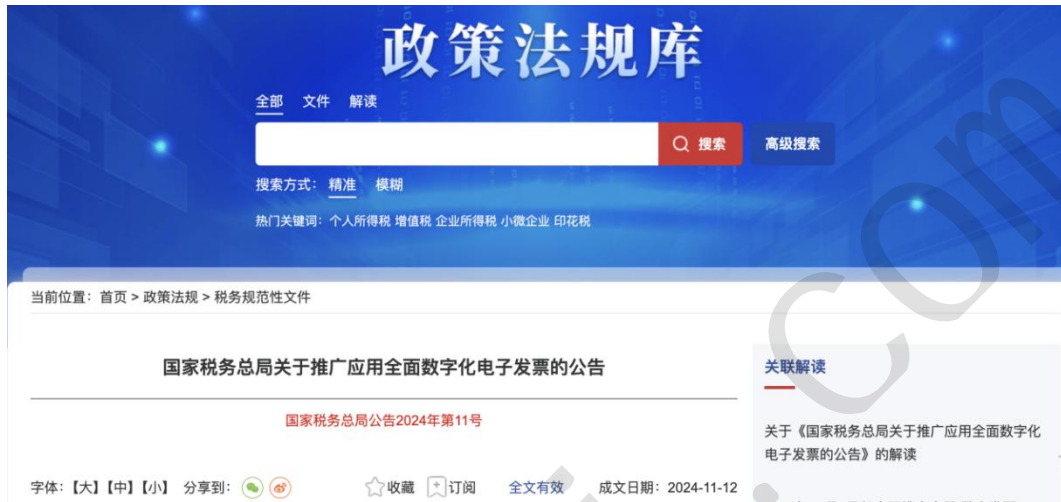 政策法规库
全部 文件 解读
搜索 高级搜索
搜索方式： 精准 模糊
热门关键词：个人所得税 增值税 企业所得税 小微企业 印花税
当前位置：首页 > 政策法规 > 税务规范性文件
国家税务总局关于推广应用全面数字化电子发票的公告
国家税务总局公告2024年第11号
字体：【大】【中】【小】 分享到： 收藏 订阅 全文有效 成文日期：2024-11-12
关联解读
关于《国家税务总局关于推广应用全面数字化
电子发票的公告》的解读